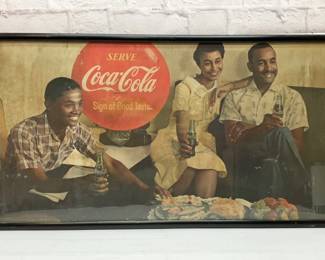 SERVE
Coca-Cola
Sign of Good Taste